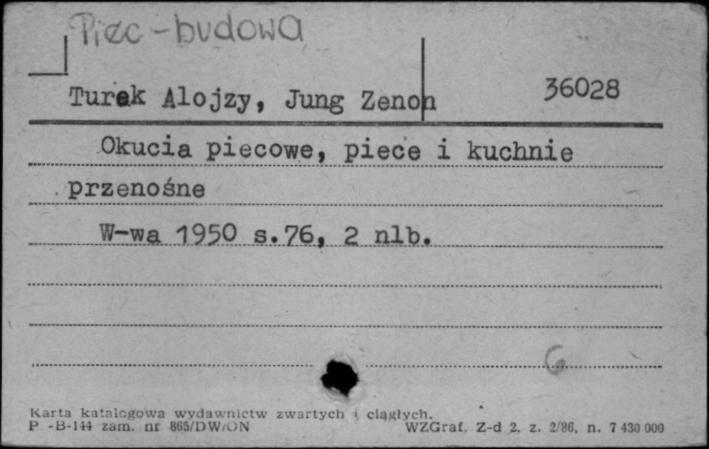 Piec-budowa
Turek Alojzy, Jung Zenon 36028
Okucia piecowe, piece i kuchnie
przenośne
W-wa 1950 s.76, 2 nlb.
G
Karta katalogowa wydawnictw zwartych i ciągłych.
P -B-144 zam. nr 865/DW/ON WZGraf. Z-d 2, z. 2/86, n. 7 430 000